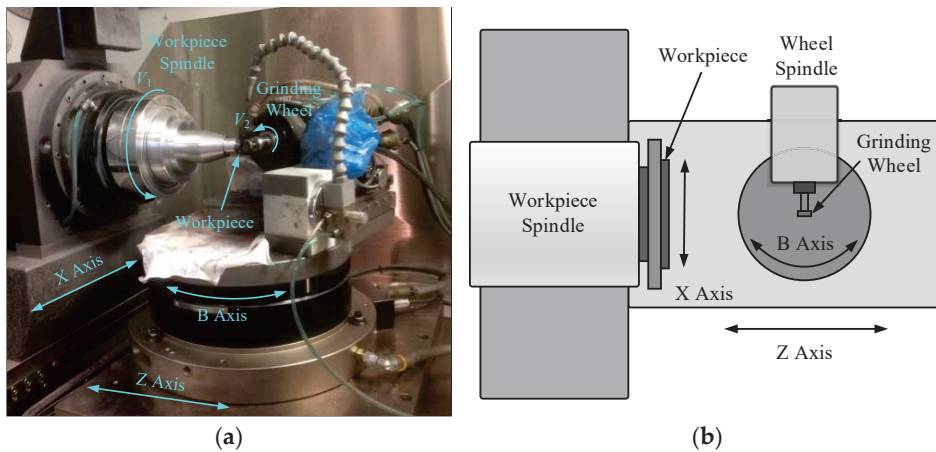 Workpiece
Spindle
V1
Grinding
Wheel
V2
Workpiece
X Axis
B Axis
Z Axis
(a)
Workpiece
Wheel
Spindle
Grinding
Wheel
Workpiece
Spindle
B Axis
X Axis
Z Axis
(b)